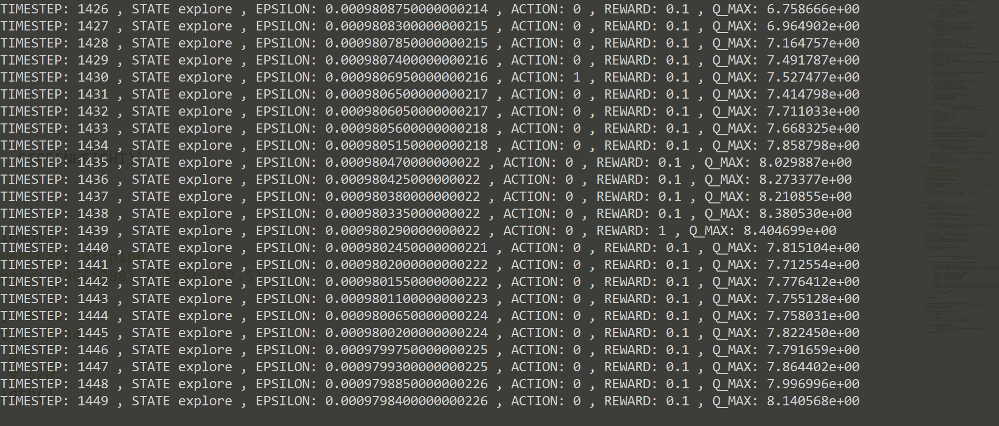 TIMESTEP: 1426 , STATE explore , EPSILON: 0.0009808750000000214 , ACTION: 0 , REWARD: 0.1 , Q_MAX: 6.758666e+00
TIMESTEP: 1427 , STATE explore , EPSILON: 0.0009808300000000215 , ACTION: 0 , REWARD: 0.1 , Q_MAX: 6.964902e+00
TIMESTEP: 1428 , STATE explore , EPSILON: 0.0009807850000000215 , ACTION: 0 , REWARD: 0.1 , Q_MAX: 7.164757e+00
TIMESTEP: 1429 , STATE explore , EPSILON: 0.0009807400000000216 , ACTION: 0 , REWARD: 0.1 , Q_MAX: 7.491787e+00
TIMESTEP: 1430 , STATE explore , EPSILON: 0.0009806950000000216 , ACTION: 1 , REWARD: 0.1 , Q_MAX: 7.527477e+00
TIMESTEP: 1431 , STATE explore , EPSILON: 0.0009806500000000217 , ACTION: 0 , REWARD: 0.1 , Q_MAX: 7.414798e+00
TIMESTEP: 1432 , STATE explore , EPSILON: 0.0009806050000000217 , ACTION: 0 , REWARD: 0.1 , Q_MAX: 7.711033e+00
TIMESTEP: 1433 , STATE explore , EPSILON: 0.0009805600000000218 , ACTION: 0 , REWARD: 0.1 , Q_MAX: 7.668325e+00
TIMESTEP: 1434 , STATE explore , EPSILON: 0.0009805150000000218 , ACTION: 0 , REWARD: 0.1 , Q_MAX: 7.858798e+00
SCREENHEIGHT))
TIMESTEP: 1435 , STATE explore , EPSILON: 0.000980470000000022 , ACTION: 0 , REWARD: 0.1 , Q_MAX: 8.029887e+00
TIMESTEP: 1436 , STATE explore , EPSILON: 0.000980425000000022 , ACTION: 0 , REWARD: 0.1 , Q_MAX: 8.273377e+00
TIMESTEP: 1437 , STATE explore , EPSILON: 0.000980380000000022 , ACTION: 0 , REWARD: 0.1 , Q_MAX: 8.210855e+00
TIMESTEP: 1438 , STATE explore , EPSILON: 0.000980335000000022 , ACTION: 0 , REWARD: 0.1 , Q_MAX: 8.380530e+00
TIMESTEP: 1439 , STATE explore , EPSILON: 0.000980290000000022 , ACTION: 0 , REWARD: 1 , Q_MAX: 8.404699e+00
load()
TIMESTEP: 1440 , STATE explore , EPSILON: 0.0009802450000000221 , ACTION: 0 , REWARD: 0.1 , Q_MAX: 7.815104e+00
wer part of pipe
TIMESTEP: 1441 , STATE explore , EPSILON: 0.0009802000000000222 , ACTION: 0 , REWARD: 0.1 , Q_MAX: 7.712554e+00
base: 336(>288) * 112(>107.5)
TIMESTEP: 1442 , STATE explore , EPSILON: 0.0009801550000000222 , ACTION: 0 , REWARD: 0.1 , Q_MAX: 7.776412e+00
TIMESTEP: 1443 , STATE explore , EPSILON: 0.0009801100000000223 , ACTION: 0 , REWARD: 0.1 , Q_MAX: 7.755128e+00
TIMESTEP: 1444 , STATE explore , EPSILON: 0.0009800650000000224 , ACTION: 0 , REWARD: 0.1 , Q_MAX: 7.758031e+00
TIMESTEP: 1445 , STATE explore , EPSILON: 0.0009800200000000224 , ACTION: 0 , REWARD: 0.1 , Q_MAX: 7.822450e+00
TIMESTEP: 1446 , STATE explore , EPSILON: 0.0009799750000000225 , ACTION: 0 , REWARD: 0.1 , Q_MAX: 7.791659e+00
TIMESTEP: 1447 , STATE explore , EPSILON: 0.0009799300000000225 , ACTION: 0 , REWARD: 0.1 , Q_MAX: 7.864402e+00
TIMESTEP: 1448 , STATE explore , EPSILON: 0.0009798850000000226 , ACTION: 0 , REWARD: 0.1 , Q_MAX: 7.996996e+00
TIMESTEP: 1449 , STATE explore , EPSILON: 0.0009798400000000226 , ACTION: 0 , REWARD: 0.1 , Q_MAX: 8.140568e+00